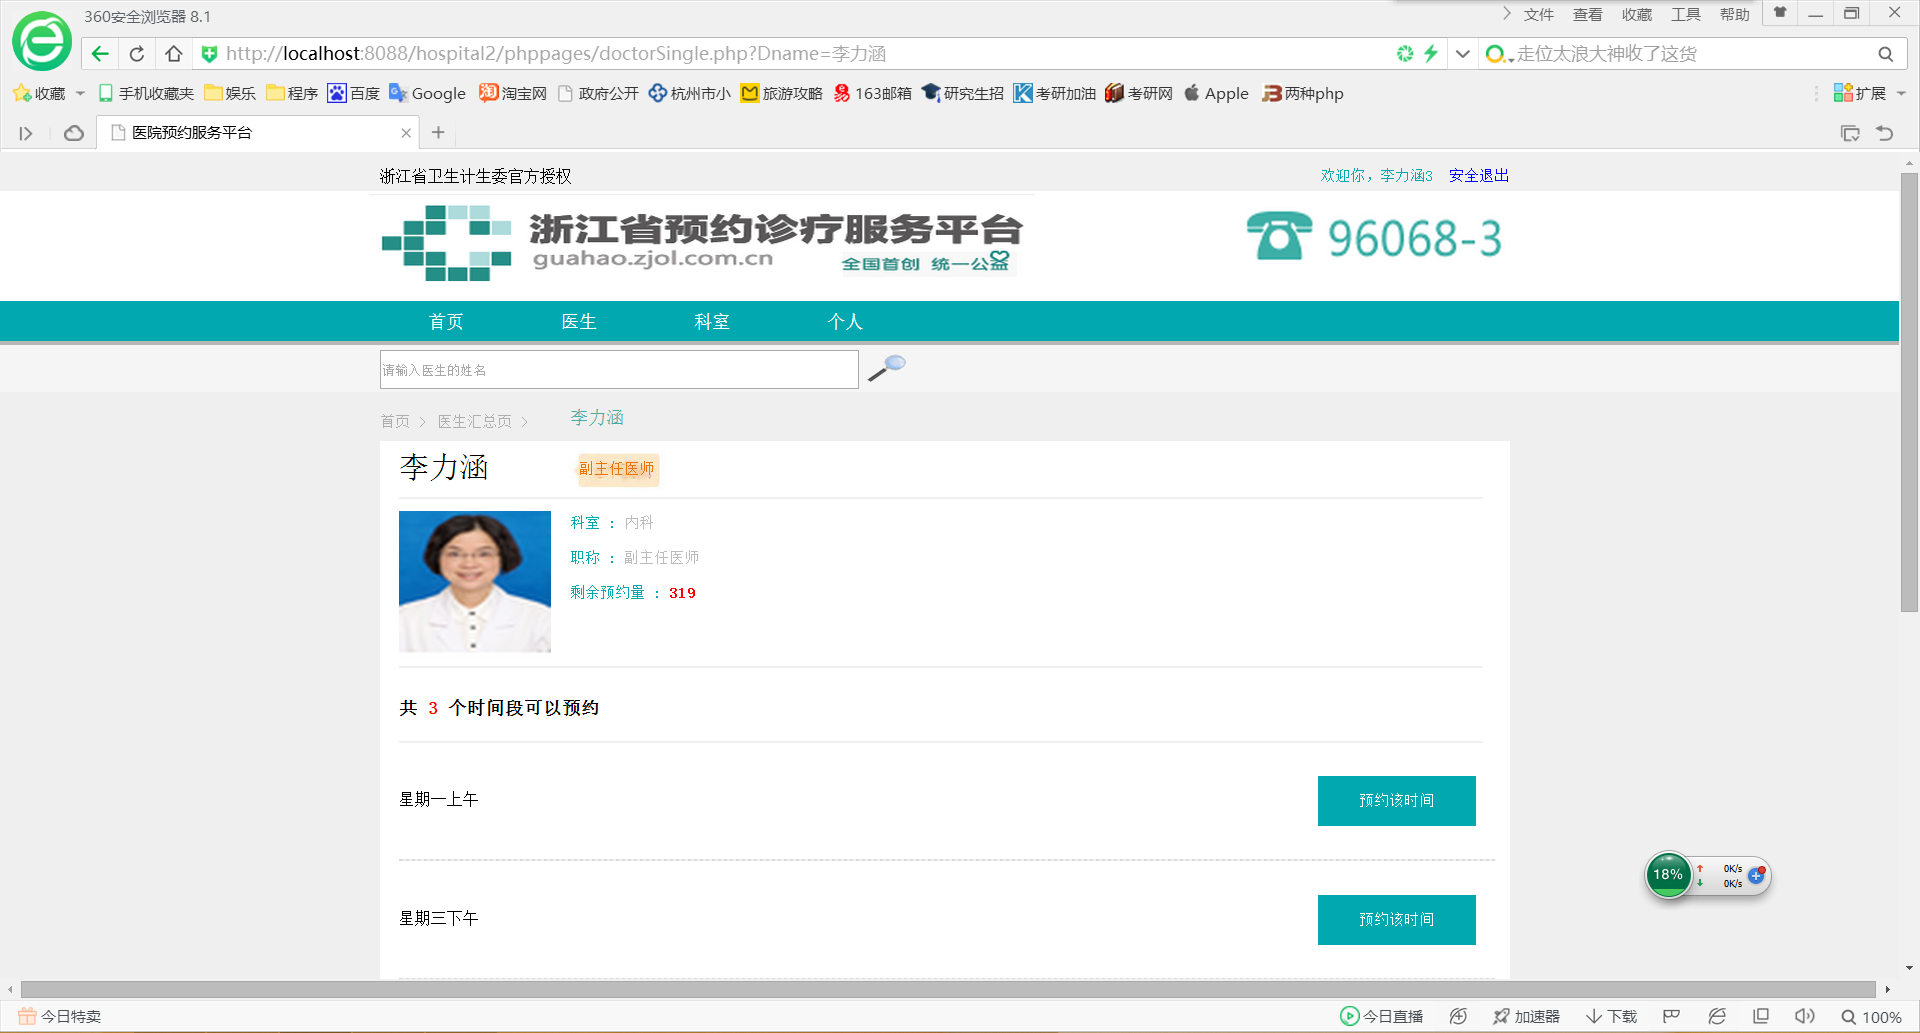 360安全浏览器 8.1
文件 查看 收藏 工具 帮助
http://localhost:8088/hospital2/phppages/doctorSingle.php?Dname=李力涵
走位太浪大神收了这货
收藏 手机收藏夹 娱乐 程序 百度 Google 淘宝网 政府公开 杭州市小 旅游攻略 163邮箱 研究生招 考研加油 考研网 Apple 两种php 扩展
医院预约服务平台
浙江省卫生计生委官方授权
欢迎你，李力涵3 安全退出
浙江省预约诊疗服务平台
guahao.zjol.com.cn
全国首创 统一公益
96068-3
首页 医生 科室 个人
请输入医生的姓名
首页 > 医生汇总页 > 李力涵
李力涵 副主任医师
科室 ： 内科
职称 ： 副主任医师
剩余预约量 ： 319
共 3 个时间段可以预约
星期一上午 预约该时间
18% 0K/s
0K/s
星期三下午 预约该时间
今日特卖
今日直播 加速器 下载 100%